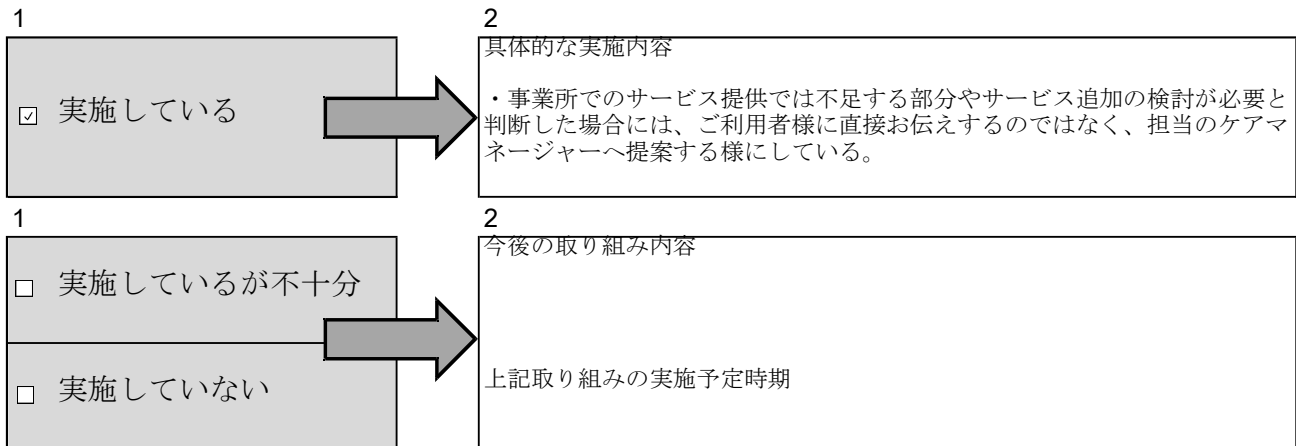 1
2
☑ 実施している
具体的な実施内容
・事業所でのサービス提供では不足する部分やサービス追加の検討が必要と
判断した場合には、ご利用者様に直接お伝えするのではなく、担当のケアマ
ネージャーへ提案する様にしている。
1
2
☐ 実施しているが不十分
☐ 実施していない
今後の取り組み内容
上記取り組みの実施予定時期